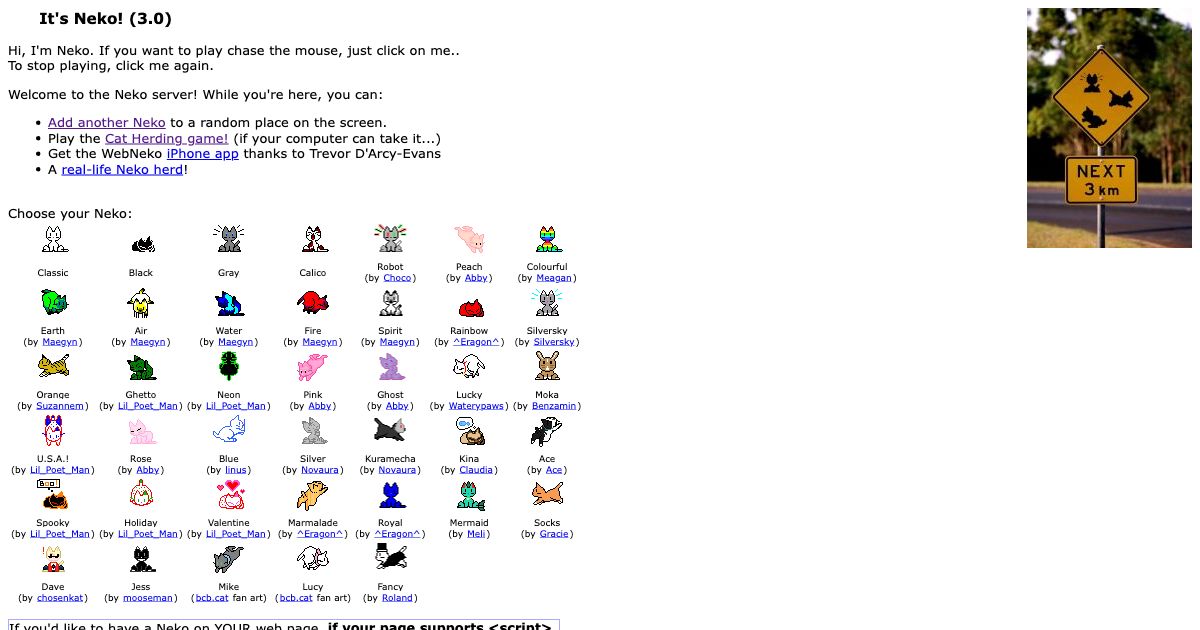 It's Neko! (3.0)
Hi, I'm Neko. If you want to play chase the mouse, just click on me..
To stop playing, click me again.
Welcome to the Neko server! While you're here, you can:
• Add another Neko to a random place on the screen.
• Play the Cat Herding game! (if your computer can take it...)
• Get the WebNeko iPhone app thanks to Trevor D'Arcy-Evans
• A real-life Neko herd!
NEXT
3 km
Choose your Neko:
Classic Black Gray Calico Robot Peach Colourful
(by Choco) (by Abby) (by Meagan)
Earth Air Water Fire Spirit Rainbow Silversky
(by Maegyn) (by Maegyn) (by Maegyn) (by Maegyn) (by Maegyn) (by ^Eragon^) (by Silversky)
Orange Ghetto Neon Pink Ghost Lucky Moka
(by Suzannem) (by Lil_Poet_Man) (by Lil_Poet_Man) (by Abby) (by Abby) (by Waterypaws) (by Benzamin)
U.S.A.! Rose Blue Silver Kuramecha Kina Ace
(by Lil_Poet_Man) (by Abby) (by linus) (by Novaura) (by Novaura) (by Claudia) (by Ace)
Spooky Holiday Valentine Marmalade Royal Mermaid Socks
(by Lil_Poet_Man) (by Lil_Poet_Man) (by Lil_Poet_Man) (by ^Eragon^) (by ^Eragon^) (by Meli) (by Gracie)
Dave Jess Mike Lucy Fancy
(by chosenkat) (by mooseman) (bcb.cat fan art) (bcb.cat fan art) (by Roland)
If you'd like to have a Neko on YOUR web page, if your page supports <script>